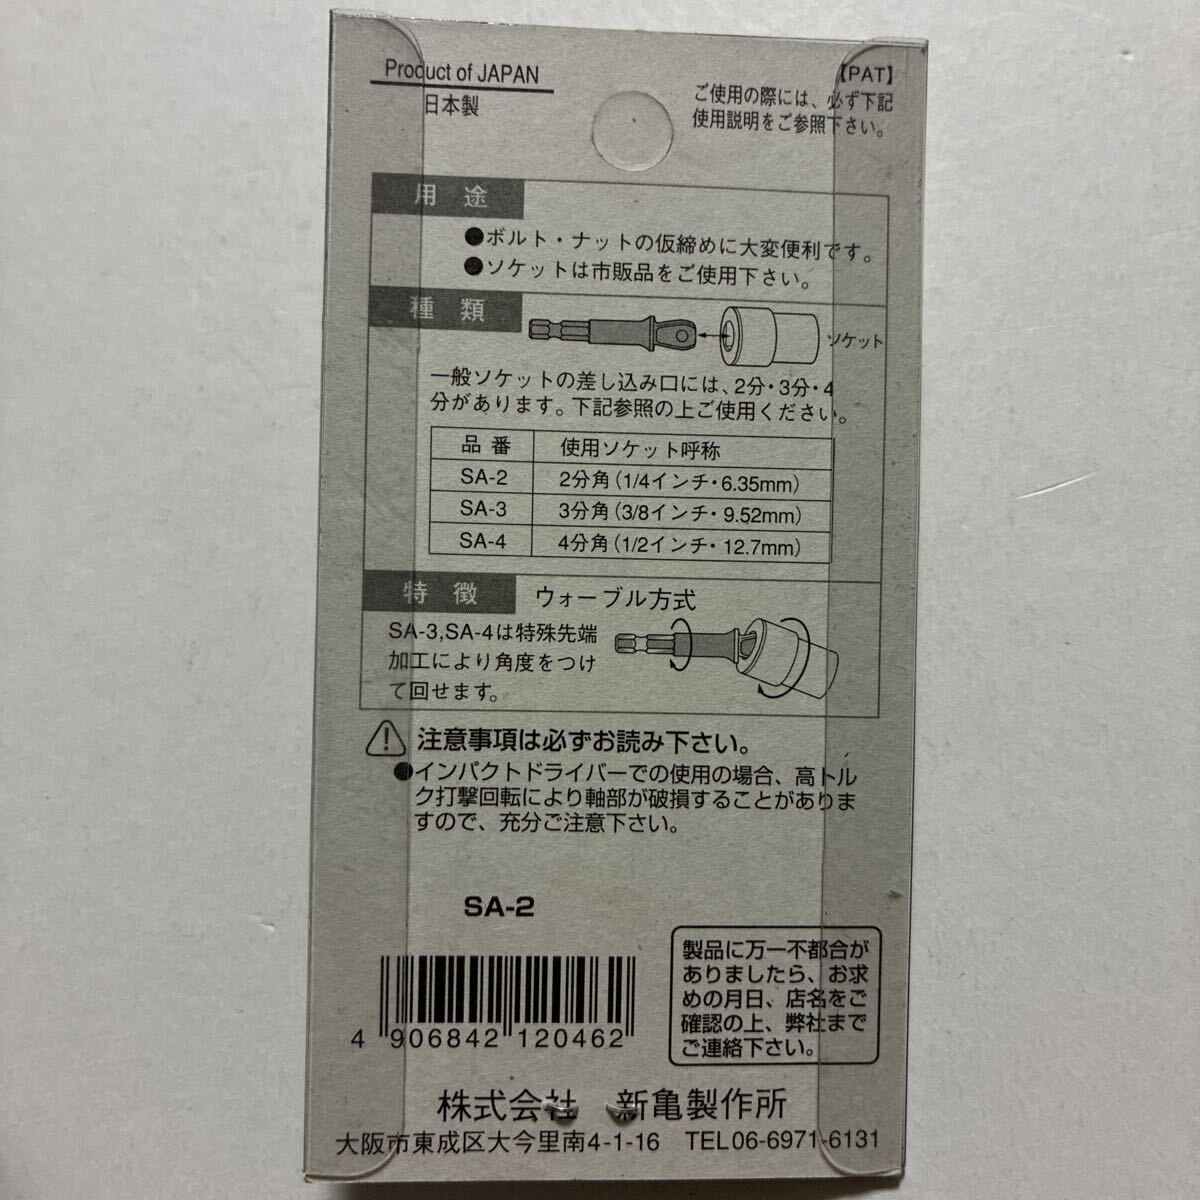 Product of JAPAN
日本製
【PAT】
ご使用の際には、必ず下記
使用説明をご参照下さい。
用途
●ボルト・ナットの仮締めに大変便利です。
●ソケットは市販品をご使用下さい。
種類
ソケット
一般ソケットの差し込み口には、2分・3分・4
分があります。下記参照の上ご使用ください。
品番 使用ソケット呼称
SA-2 2分角(1/4インチ・6.35mm)
SA-3 3分角(3/8インチ・9.52mm)
SA-4 4分角(1/2インチ・12.7mm)
特徴 ウォーブル方式
SA-3,SA-4は特殊先端
加工により角度をつけ
て回せます。
注意事項は必ずお読み下さい。
●インパクトドライバーでの使用の場合、高トル
ク打撃回転により軸部が破損することがありま
すので、充分ご注意下さい。
SA-2
4 906842 120462
製品に万一不都合が
ありましたら、お求
めの月日、店名をご
確認の上、弊社まで
ご連絡下さい。
株式会社 新亀製作所
大阪市東成区大今里南4-1-16 TEL06-6971-6131